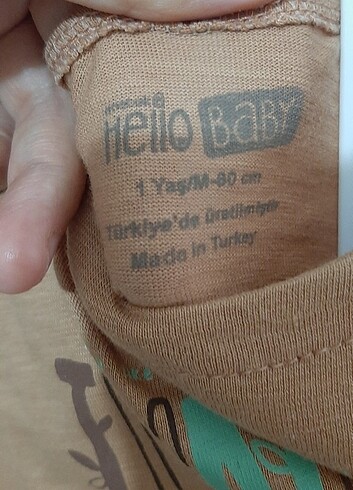 hello BaBY
1 Yaş/M-80 cm
Türkiye'de üretilmiştir
Made in Turkey